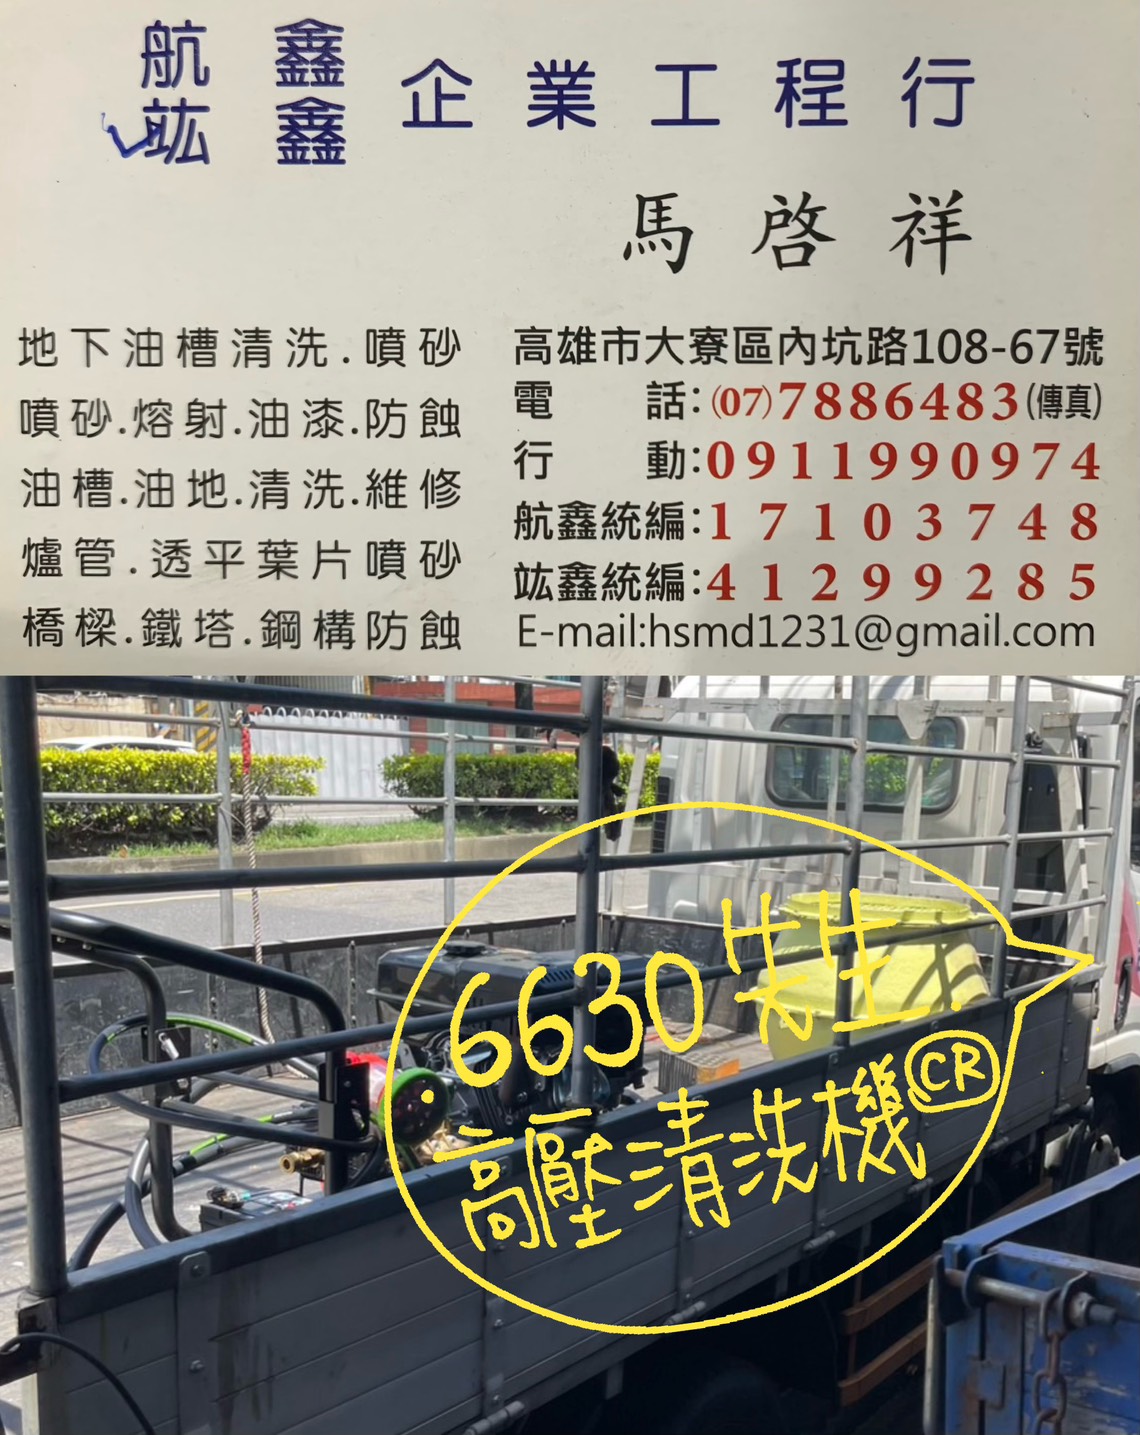 航鑫
竑鑫
企業工程行
馬啓祥
地下油槽清洗.噴砂
噴砂.熔射.油漆.防蝕
油槽.油地.清洗.維修
爐管.透平葉片噴砂
橋樑.鐵塔.鋼構防蝕
高雄市大寮區內坑路108-67號
電話:(07)7886483(傳真)
行動:0911990974
航鑫統編:17103748
竑鑫統編:41299285
E-mail:hsmd1231@gmail.com
6630先生
高壓清洗機CR